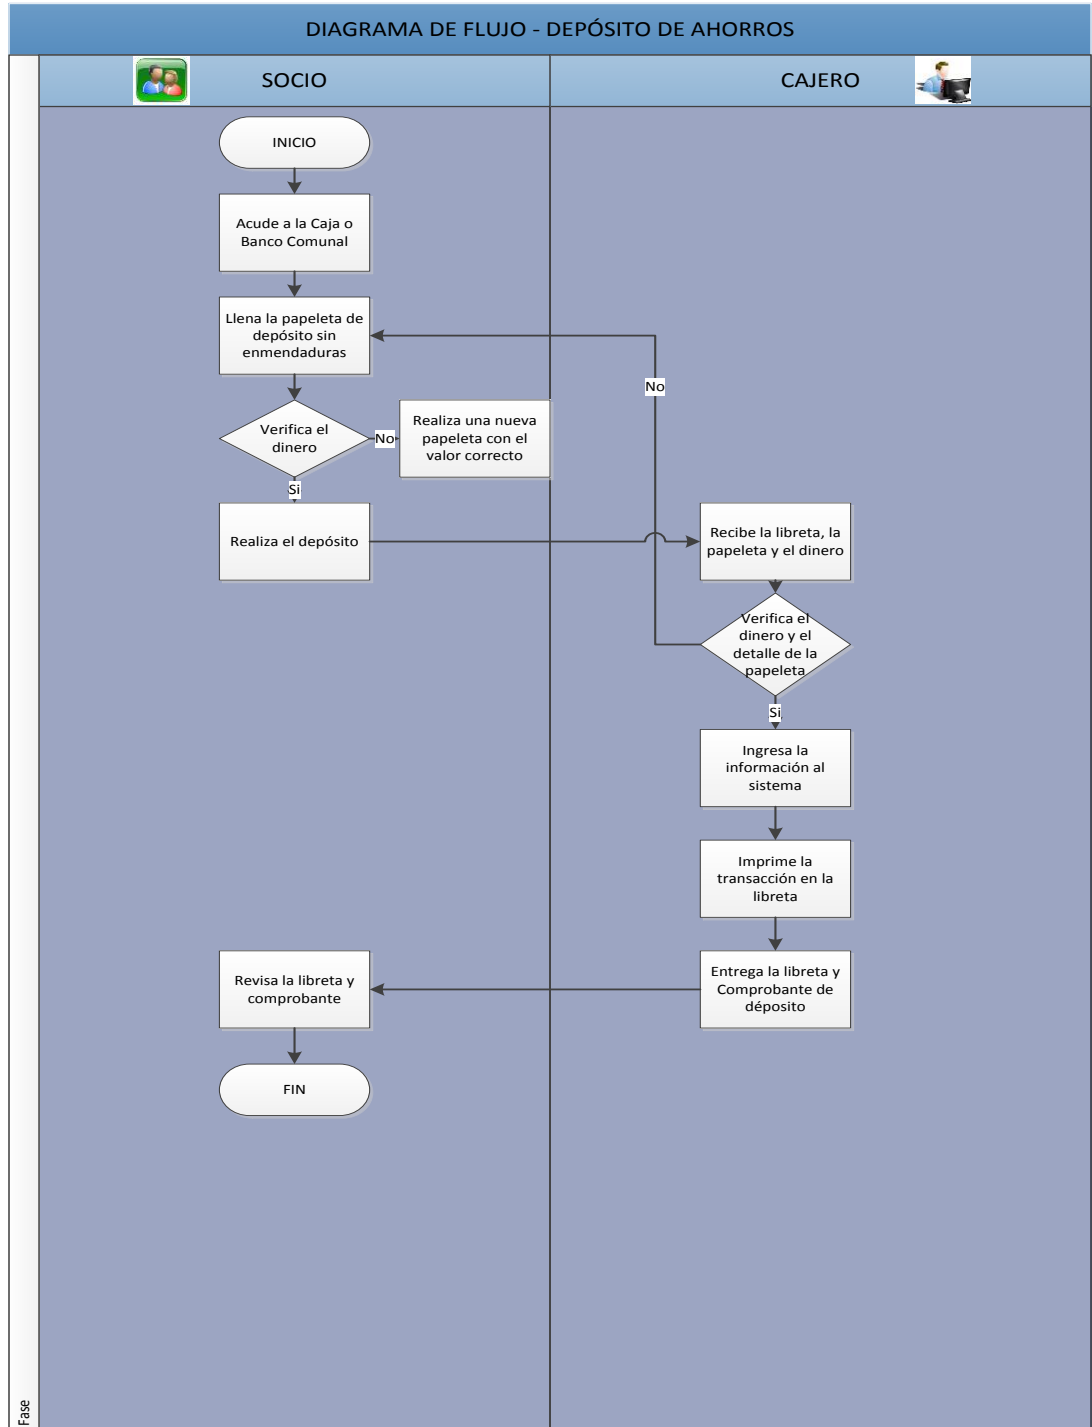 DIAGRAMA DE FLUJO - DEPÓSITO DE AHORROS
SOCIO
CAJERO
INICIO
Acude a la Caja o
Banco Comunal
Llena la papeleta de
depósito sin
enmendaduras
No
Verifica el
dinero
No
Realiza una nueva
papeleta con el
valor correcto
Si
Realiza el depósito
Recibe la libreta, la
papeleta y el dinero
Verifica el
dinero y el
detalle de la
papeleta
Si
Ingresa la
información al
sistema
Imprime la
transacción en la
libreta
Entrega la libreta y
Comprobante de
déposito
Revisa la libreta y
comprobante
FIN
Fase